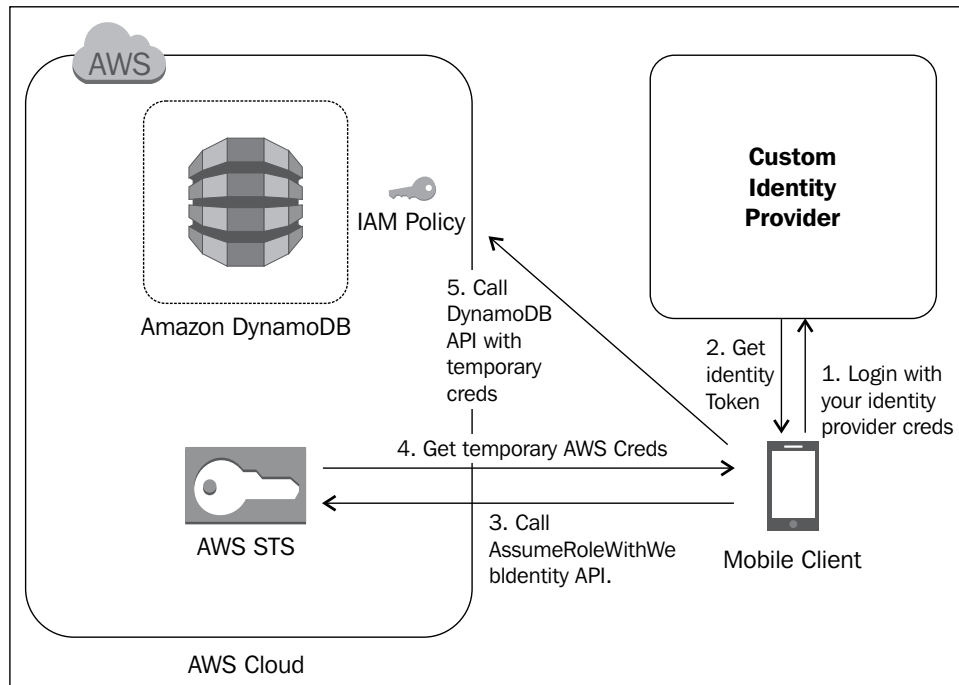 AWS
Custom
Identity
Provider
IAM Policy
Amazon DynamoDB
5. Call
DynamoDB
API with
temporary
creds
2. Get
identity
Token
1. Login with
your identity
provider creds
4. Get temporary AWS Creds
AWS STS
3. Call
AssumeRoleWithWe
bIdentity API.
Mobile Client
AWS Cloud